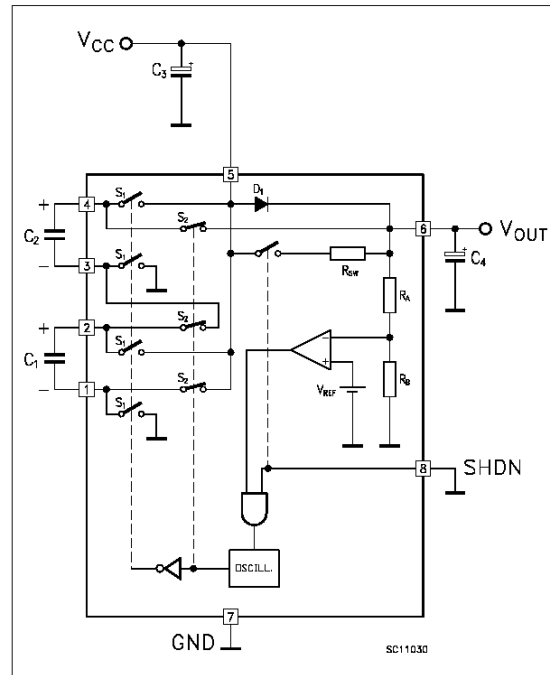 VCC
C3
+
5
4
S1
D1
+
S2
6
VOUT
C2
+
C4
RSW
−
3
S1
RA
2
S2
+
−
C1
S1
+
RB
VREF
−
1
S2
S1
8
SHDN
OSCILL.
7
GND
SC11030